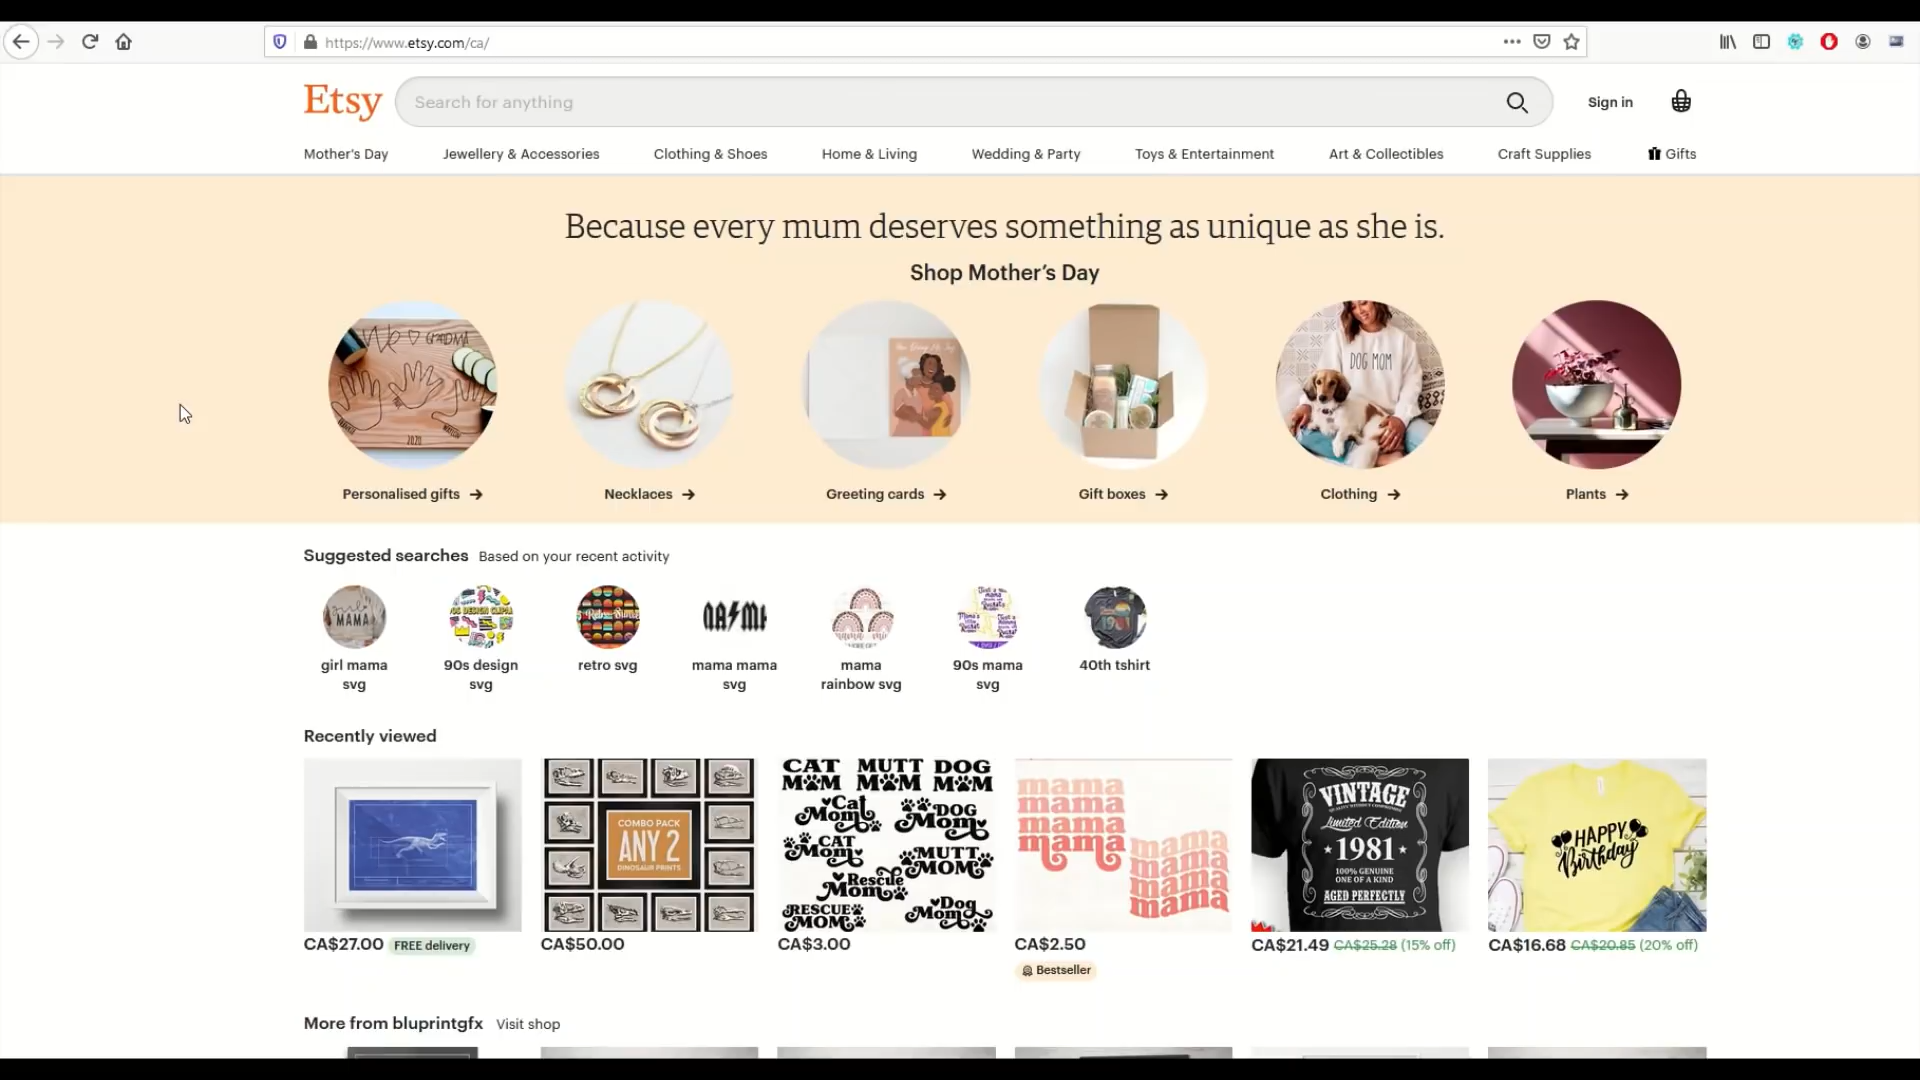 https://www.etsy.com/ca/
Etsy
Search for anything
Sign in
Mother's Day
Jewellery & Accessories
Clothing & Shoes
Home & Living
Wedding & Party
Toys & Entertainment
Art & Collectibles
Craft Supplies
Gifts
Because every mum deserves something as unique as she is.
Shop Mother's Day
We ♡ GRANDMA
2020
DOG MOM
Personalised gifts →
Necklaces →
Greeting cards →
Gift boxes →
Clothing →
Plants →
Suggested searches Based on your recent activity
MAMA
1981
girl mama
svg
90s design
svg
retro svg
mama mama
svg
mama
rainbow svg
90s mama
svg
40th tshirt
Recently viewed
COMBO PACK
ANY 2
DINOSAUR PRINTS
CAT MOM
MUTT MOM
DOG MOM
Cat Mom
DOG Mom
CAT Mom
MUTT MOM
Rescue Mom
RESCUE MOM
Dog Mom
mama
mama
mama
mama
mama
mama
mama
mama
VINTAGE
Limited Edition
1981
100% GENUINE
ONE OF A KIND
AGED PERFECTLY
HAPPY
Birthday
CA$27.00 FREE delivery
CA$50.00
CA$3.00
CA$2.50
Bestseller
CA$21.49 CA$25.28 (15% off)
CA$16.68 CA$20.85 (20% off)
More from bluprintgfx Visit shop